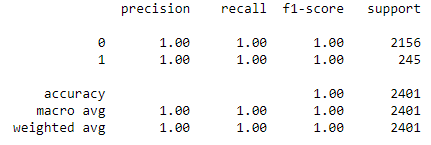 precision recall f1-score support
0 1.00 1.00 1.00 2156
1 1.00 1.00 1.00 245
accuracy 1.00 2401
macro avg 1.00 1.00 1.00 2401
weighted avg 1.00 1.00 1.00 2401